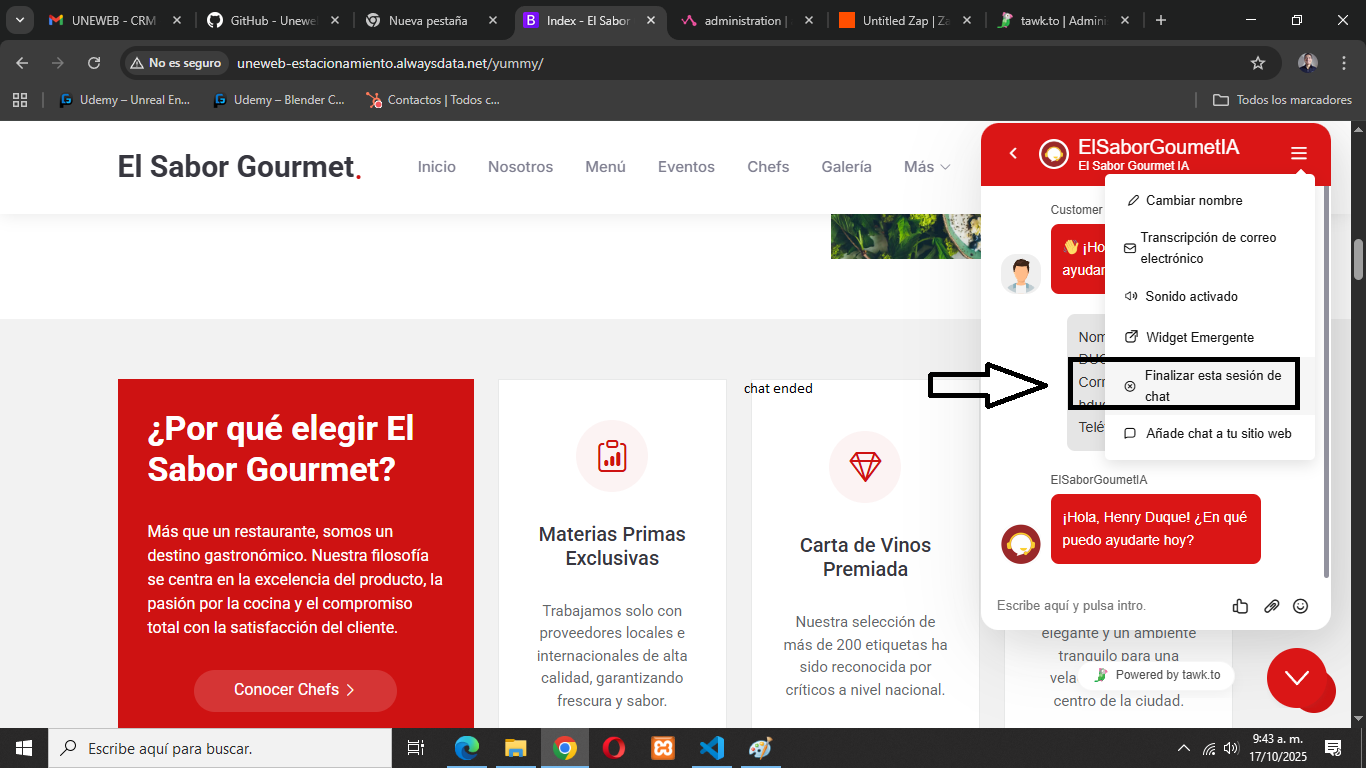 UNEWEB - CRM
GitHub - Unewe
Nueva pestaña
Index - El Sabor
administration |
Untitled Zap | Za
tawk.to | Admini
No es seguro
uneweb-estacionamiento.alwaysdata.net/yummy/
Udemy – Unreal En...
Udemy – Blender C...
Contactos | Todos c...
Todos los marcadores
El Sabor Gourmet.
Inicio
Nosotros
Menú
Eventos
Chefs
Galería
Más
ElSaborGoumetIA
El Sabor Gourmet IA
Cambiar nombre
Transcripción de correo
electrónico
Sonido activado
Widget Emergente
Finalizar esta sesión de
chat
Añade chat a tu sitio web
Customer
¡Ho
ayudar
Nom
Corr
Telé
ElSaborGoumetIA
¡Hola, Henry Duque! ¿En qué
puedo ayudarte hoy?
Escribe aquí y pulsa intro.
Powered by tawk.to
chat ended
¿Por qué elegir El
Sabor Gourmet?
Más que un restaurante, somos un
destino gastronómico. Nuestra filosofía
se centra en la excelencia del producto, la
pasión por la cocina y el compromiso
total con la satisfacción del cliente.
Conocer Chefs
Materias Primas
Exclusivas
Trabajamos solo con
proveedores locales e
internacionales de alta
calidad, garantizando
frescura y sabor.
Carta de Vinos
Premiada
Nuestra selección de
más de 200 etiquetas ha
sido reconocida por
críticos a nivel nacional.
elegante y un ambiente
tranquilo para una
vela
centro de la ciudad.
Escribe aquí para buscar.
9:43 a. m.
17/10/2025